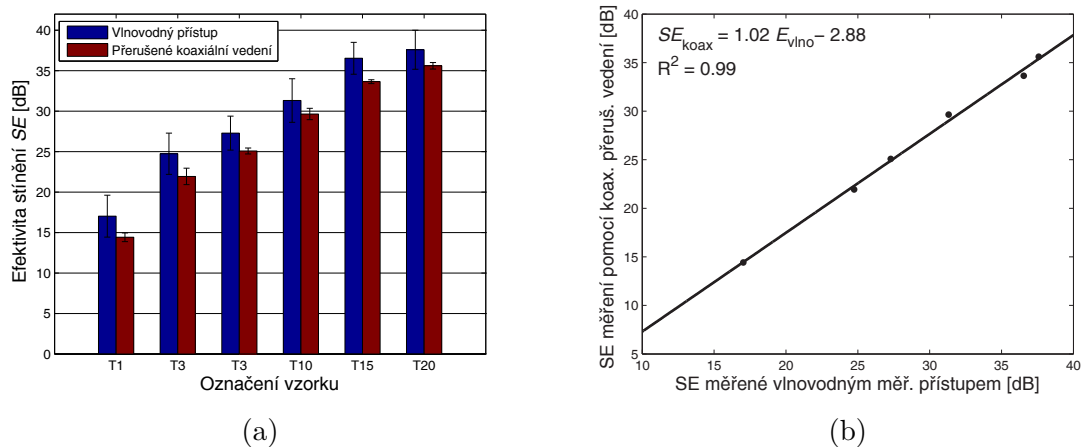 40
35
30
25
20
15
10
5
0
Efektivita stínění SE [dB]
Vlnovodný přístup
Přerušené koaxiální vedení
T1 T3 T3 T10 T15 T20
Označení vzorku
(a)
SE měření pomocí koax. přeruš. vedení [dB]
40
35
30
25
20
15
10
5
SE_koax = 1.02 E_vlno − 2.88
R² = 0.99
10 15 20 25 30 35 40
SE měřené vlnovodným měř. přístupem [dB]
(b)